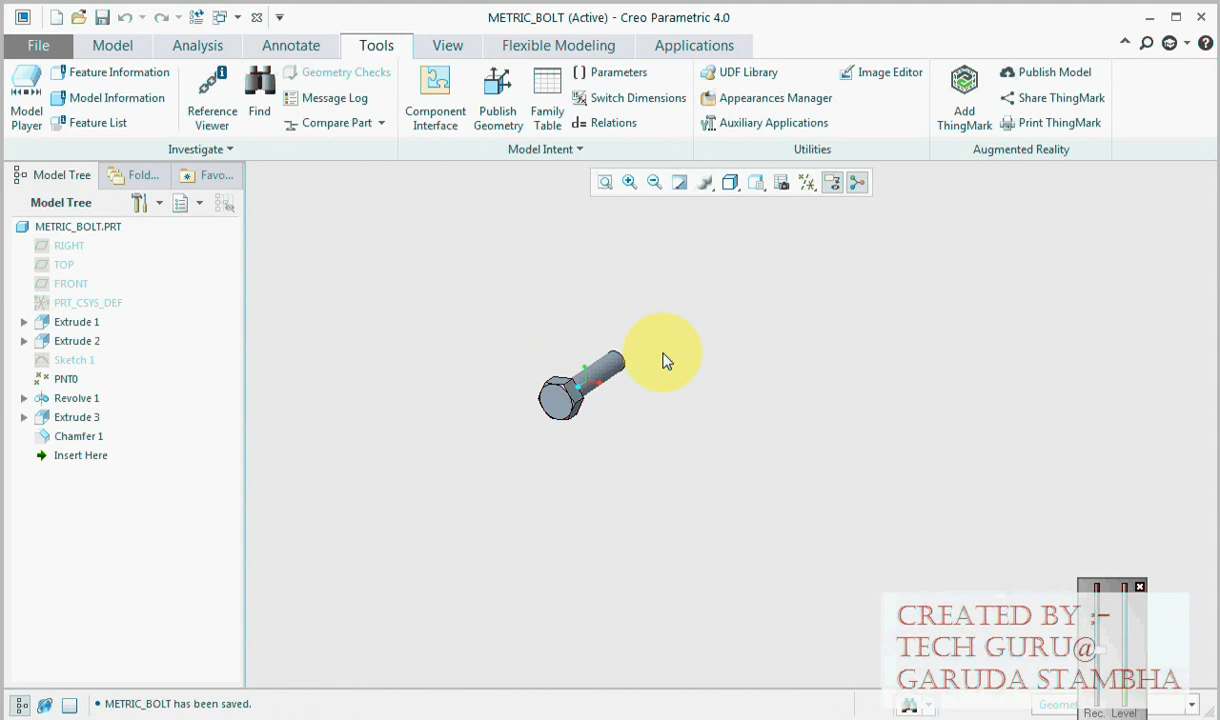 METRIC_BOLT (Active) - Creo Parametric 4.0
File Model Analysis Annotate Tools View Flexible Modeling Applications
Model Player
Feature Information
Model Information
Feature List
Reference Viewer
Find
Geometry Checks
Message Log
Compare Part
Component Interface
Publish Geometry
Family Table
Parameters
Switch Dimensions
d= Relations
UDF Library
Appearances Manager
Auxiliary Applications
Image Editor
Add ThingMark
Publish Model
Share ThingMark
Print ThingMark
Investigate Model Intent Utilities Augmented Reality
Model Tree Fold... Favo...
Model Tree
METRIC_BOLT.PRT
RIGHT
TOP
FRONT
PRT_CSYS_DEF
Extrude 1
Extrude 2
Sketch 1
PNT0
Revolve 1
Extrude 3
Chamfer 1
Insert Here
CREATED BY :-
TECH GURU@
GARUDA STAMBHA
• METRIC_BOLT has been saved.
Rec. Level